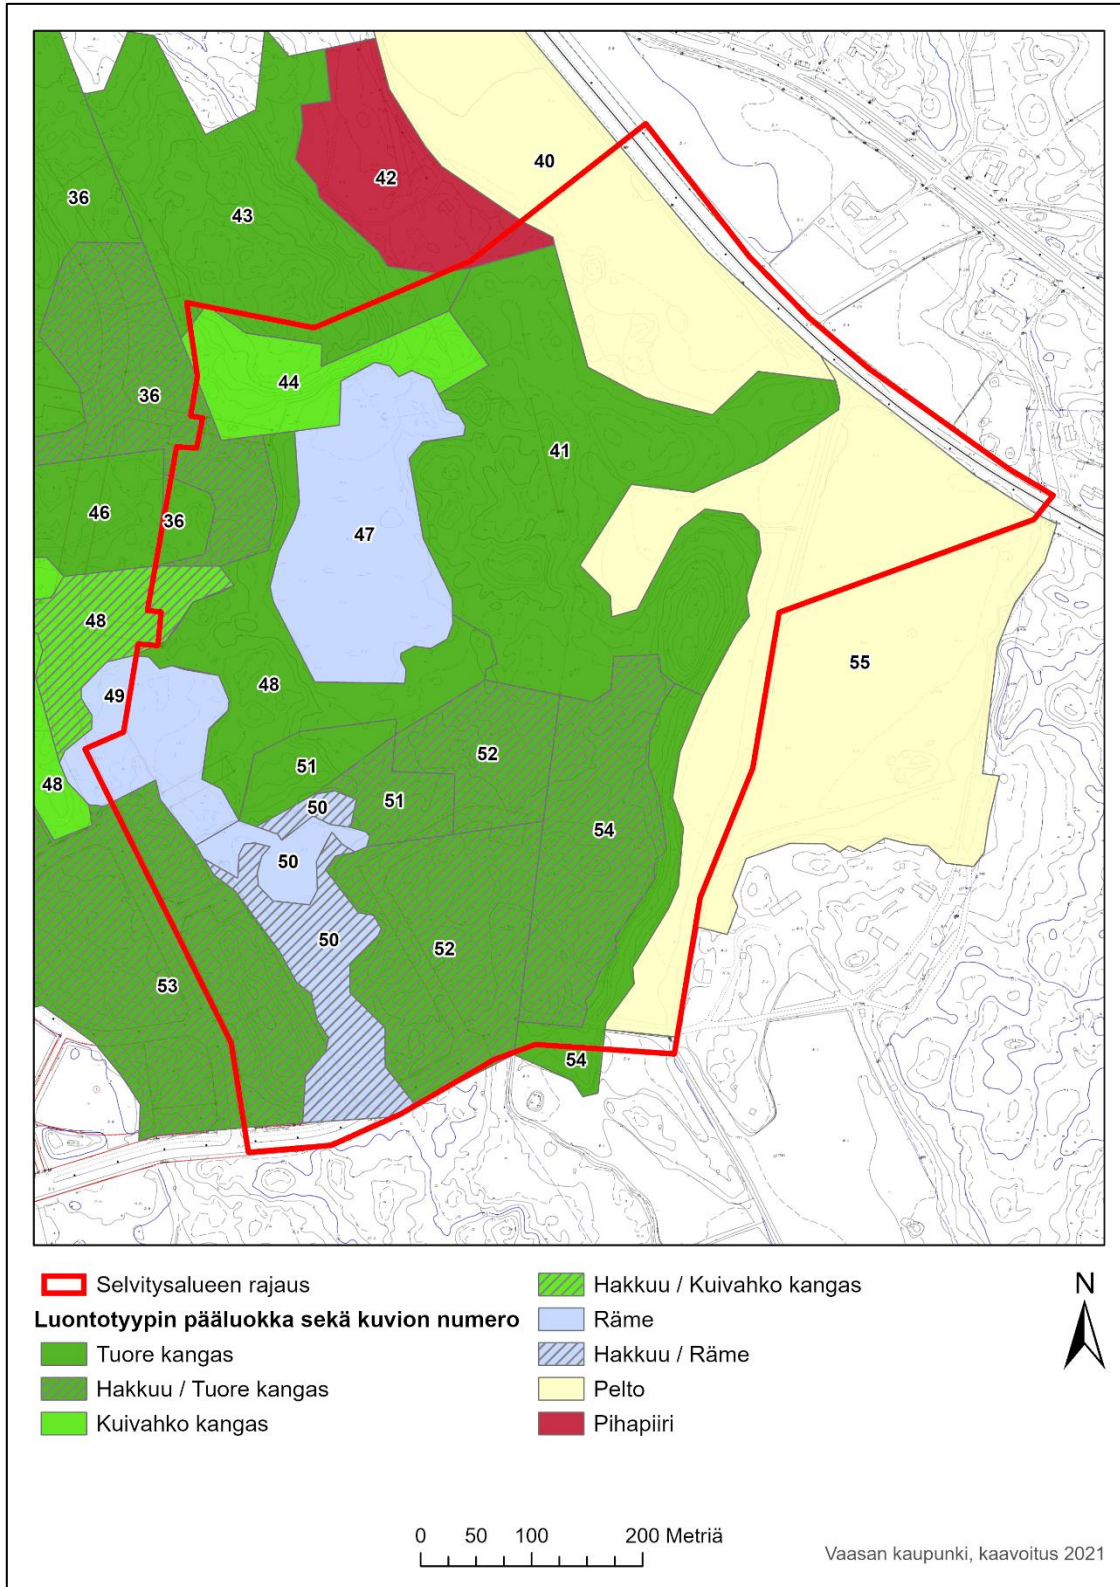 40
42
36
43
36
44
41
46
36
47
48
49
48
55
52
51
48
51
50
54
50
50
52
53
54
Selvitysalueen rajaus
Luontotyypin pääluokka sekä kuvion numero
Tuore kangas
Hakkuu / Tuore kangas
Kuivahko kangas
Hakkuu / Kuivahko kangas
Räme
Hakkuu / Räme
Pelto
Pihapiiri
N
0 50 100 200 Metriä
Vaasan kaupunki, kaavoitus 2021